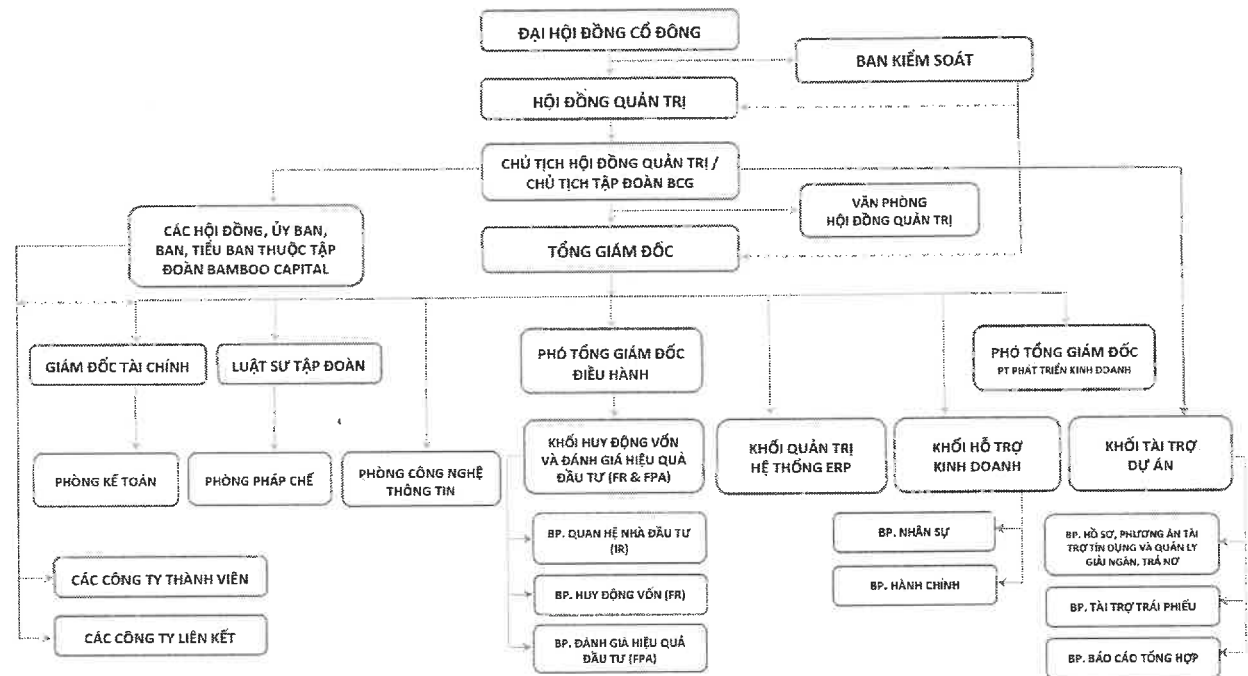 ĐẠI HỘI ĐỒNG CỔ ĐÔNG
BAN KIỂM SOÁT
HỘI ĐỒNG QUẢN TRỊ
CHỦ TỊCH HỘI ĐỒNG QUẢN TRỊ /
CHỦ TỊCH TẬP ĐOÀN BCG
VĂN PHÒNG
HỘI ĐỒNG QUẢN TRỊ
CÁC HỘI ĐỒNG, ỦY BAN,
BAN, TIỂU BAN THUỘC TẬP
ĐOÀN BAMBOO CAPITAL
TỔNG GIÁM ĐỐC
GIÁM ĐỐC TÀI CHÍNH
LUẬT SƯ TẬP ĐOÀN
PHÓ TỔNG GIÁM ĐỐC
ĐIỀU HÀNH
PHÓ TỔNG GIÁM ĐỐC
PT PHÁT TRIỂN KINH DOANH
PHÒNG KẾ TOÁN
PHÒNG PHÁP CHẾ
PHÒNG CÔNG NGHỆ
THÔNG TIN
KHỐI HUY ĐỘNG VỐN
VÀ ĐÁNH GIÁ HIỆU QUẢ
ĐẦU TƯ (FR & FPA)
KHỐI QUẢN TRỊ
HỆ THỐNG ERP
KHỐI HỖ TRỢ
KINH DOANH
KHỐI TÀI TRỢ
DỰ ÁN
BP. QUAN HỆ NHÀ ĐẦU TƯ
(IR)
BP. HUY ĐỘNG VỐN (FR)
BP. ĐÁNH GIÁ HIỆU QUẢ
ĐẦU TƯ (FPA)
BP. NHÂN SỰ
BP. HÀNH CHÍNH
BP. HỒ SƠ, PHƯƠNG ÁN TÀI
TRỢ TÍN DỤNG VÀ QUẢN LÝ
GIẢI NGÂN, TRẢ NỢ
BP. TÀI TRỢ TRÁI PHIẾU
BP. BÁO CÁO TỔNG HỢP
CÁC CÔNG TY THÀNH VIÊN
CÁC CÔNG TY LIÊN KẾT